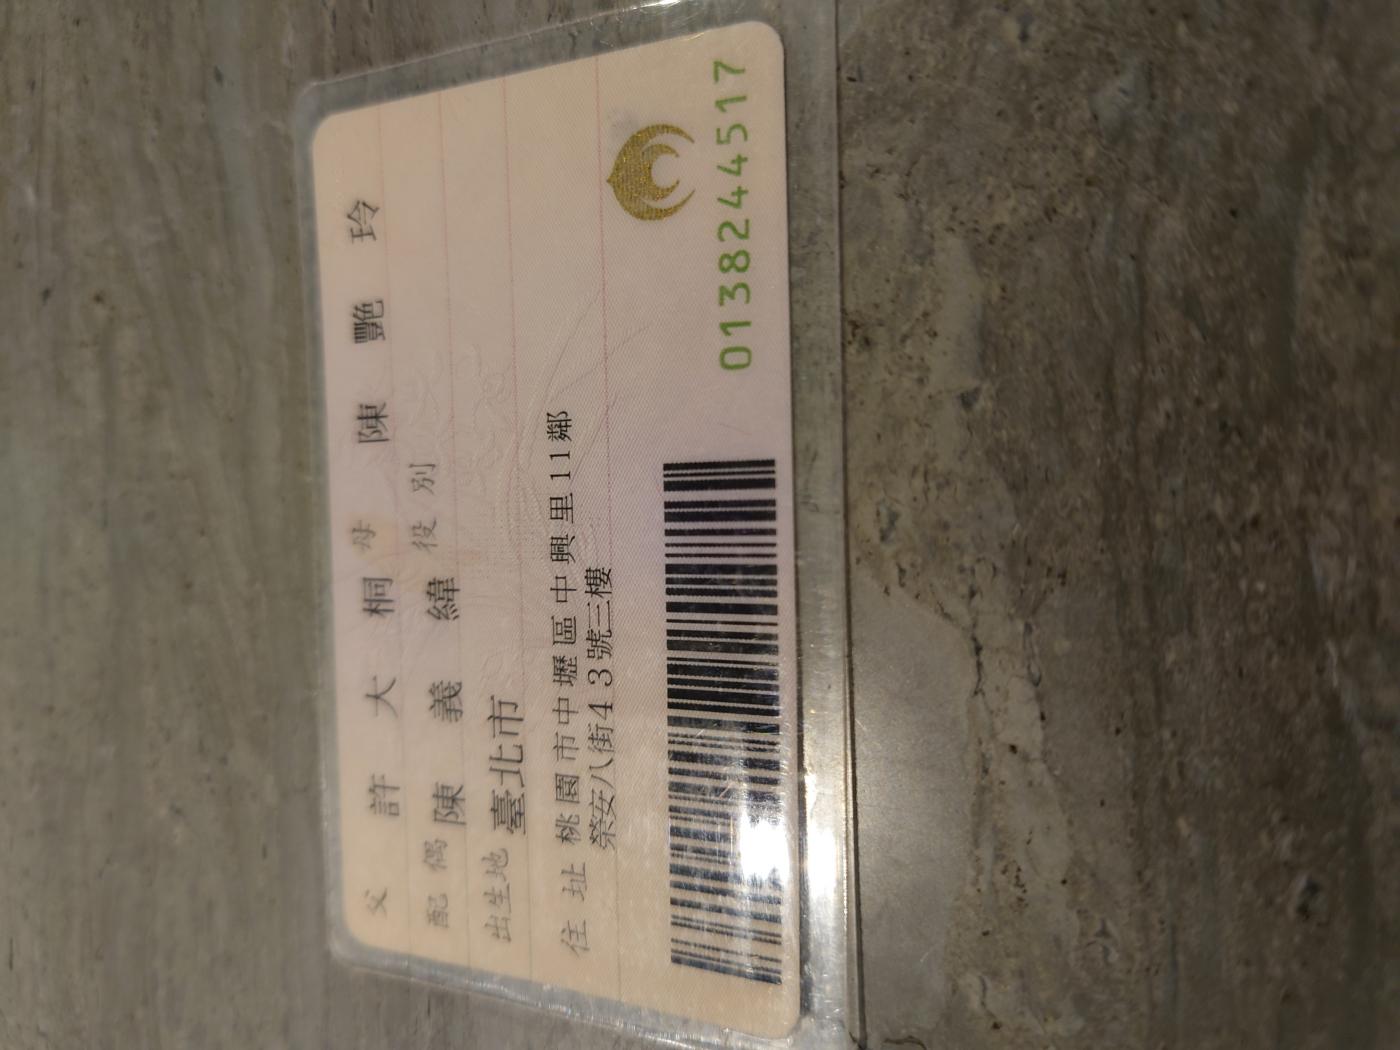 父 許大桐 母 陳艷玲
配偶 陳義緯 役別
出生地 臺北市
住址 桃園市中壢區中興里11鄰
榮安八街43號三樓
0138244517